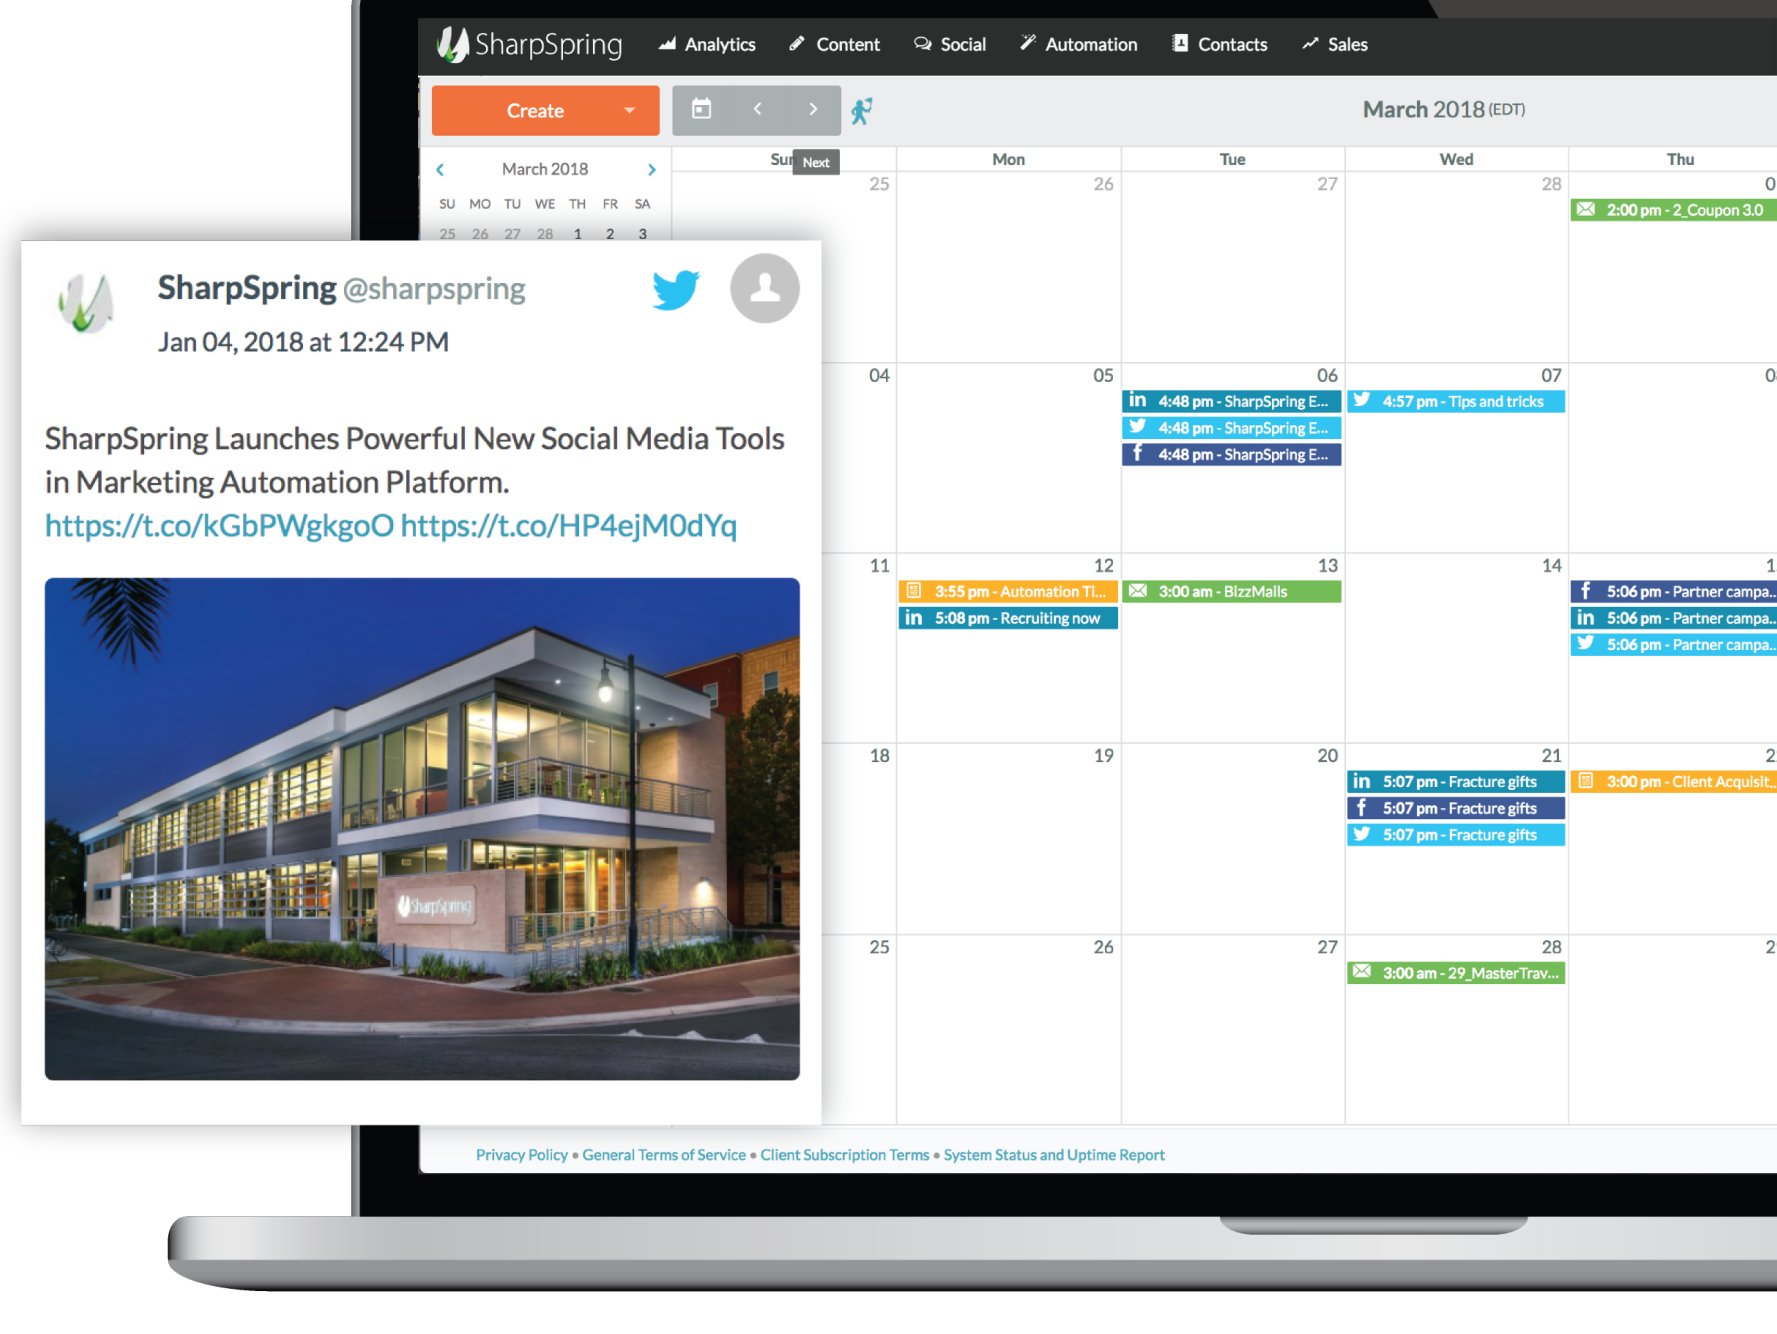 SharpSpring Analytics Content Social Automation Contacts Sales
Create
March 2018 (EDT)
Next
March 2018
Mon Tue Wed Thu
SU MO TU WE TH FR SA
25 26 27 28 1 2 3
25 26 27 28
2:00 pm - 2_Coupon 3.0
SharpSpring @sharpspring
Jan 04, 2018 at 12:24 PM
SharpSpring Launches Powerful New Social Media Tools
in Marketing Automation Platform.
https://t.co/kGbPWgkgoO https://t.co/HP4ejM0dYq
SharpSpring
04 05 06 07
in 4:48 pm - SharpSpring E...
4:48 pm - SharpSpring E...
f 4:48 pm - SharpSpring E...
4:57 pm - Tips and tricks
11 12 13 14
3:55 pm - Automation Ti...
in 5:08 pm - Recruiting now
3:00 am - BizzMails
f 5:06 pm - Partner campa...
in 5:06 pm - Partner campa...
5:06 pm - Partner campa...
18 19 20 21
in 5:07 pm - Fracture gifts
f 5:07 pm - Fracture gifts
5:07 pm - Fracture gifts
3:00 pm - Client Acquisit...
25 26 27 28
3:00 am - 29_MasterTrav...
Privacy Policy • General Terms of Service • Client Subscription Terms • System Status and Uptime Report